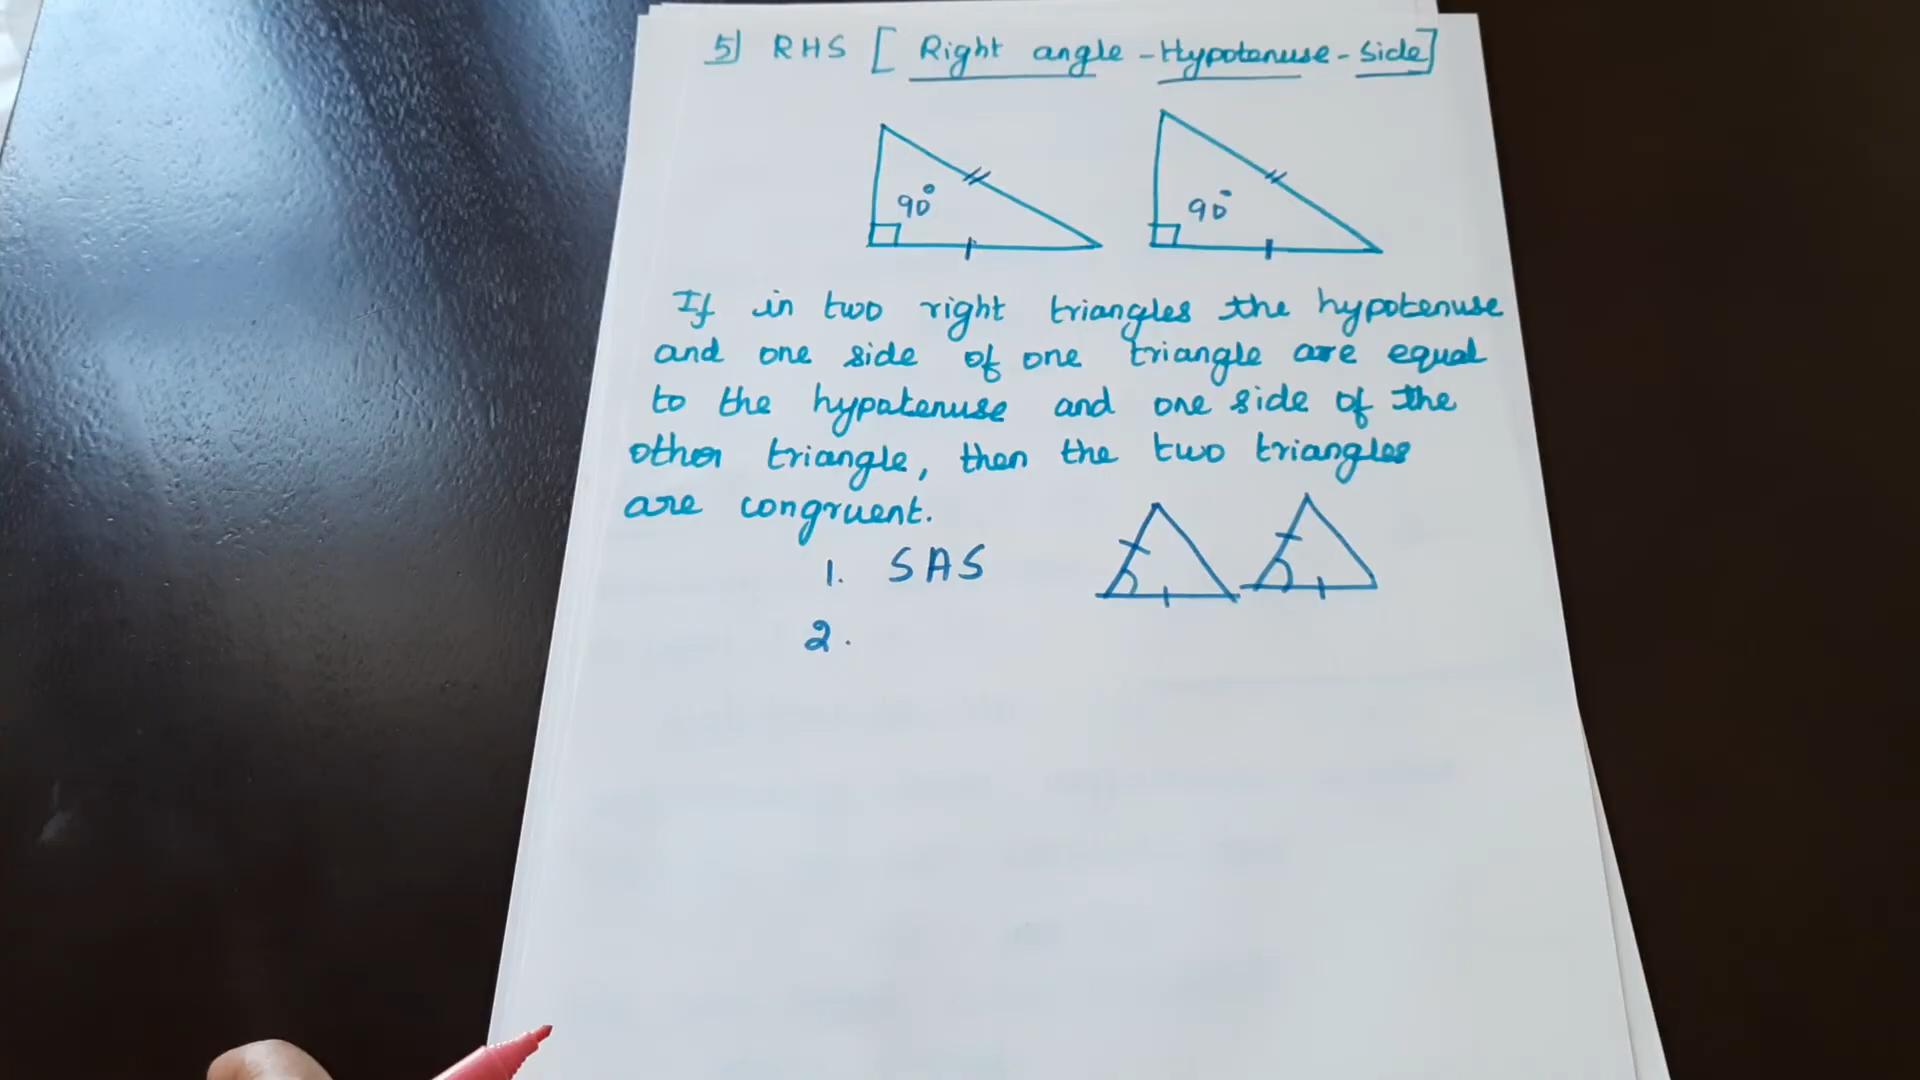 5) RHS [ Right angle - Hypotenuse - Side]
90° 90°
If in two right triangles the hypotenuse
and one side of one triangle are equal
to the hypotenuse and one side of the
other triangle, then the two triangles
are congruent.
1. SAS
2.